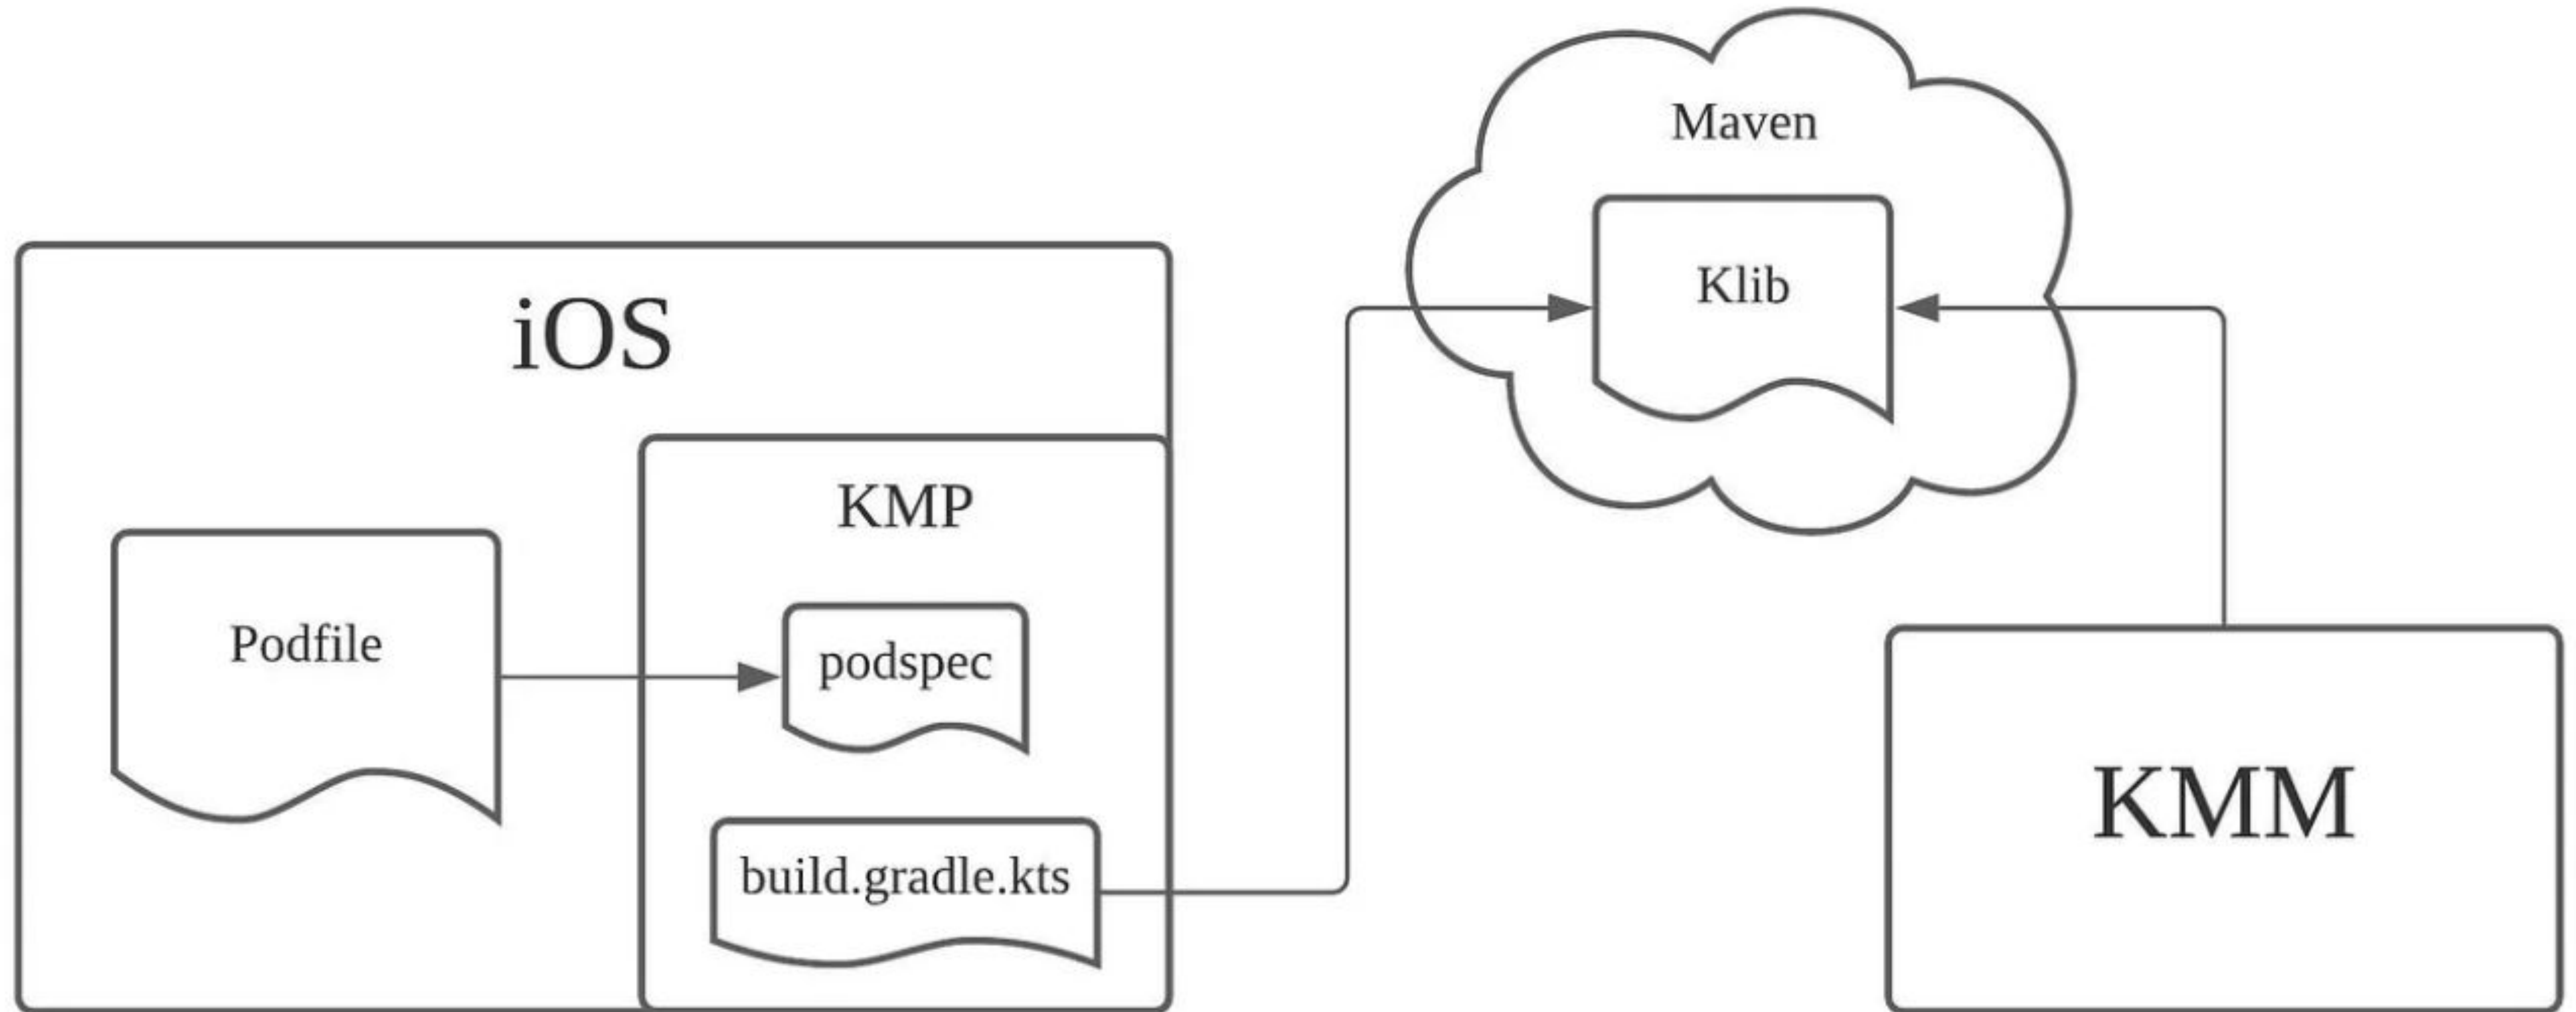 Maven
Klib
iOS
KMP
Podfile
podspec
build.gradle.kts
KMM